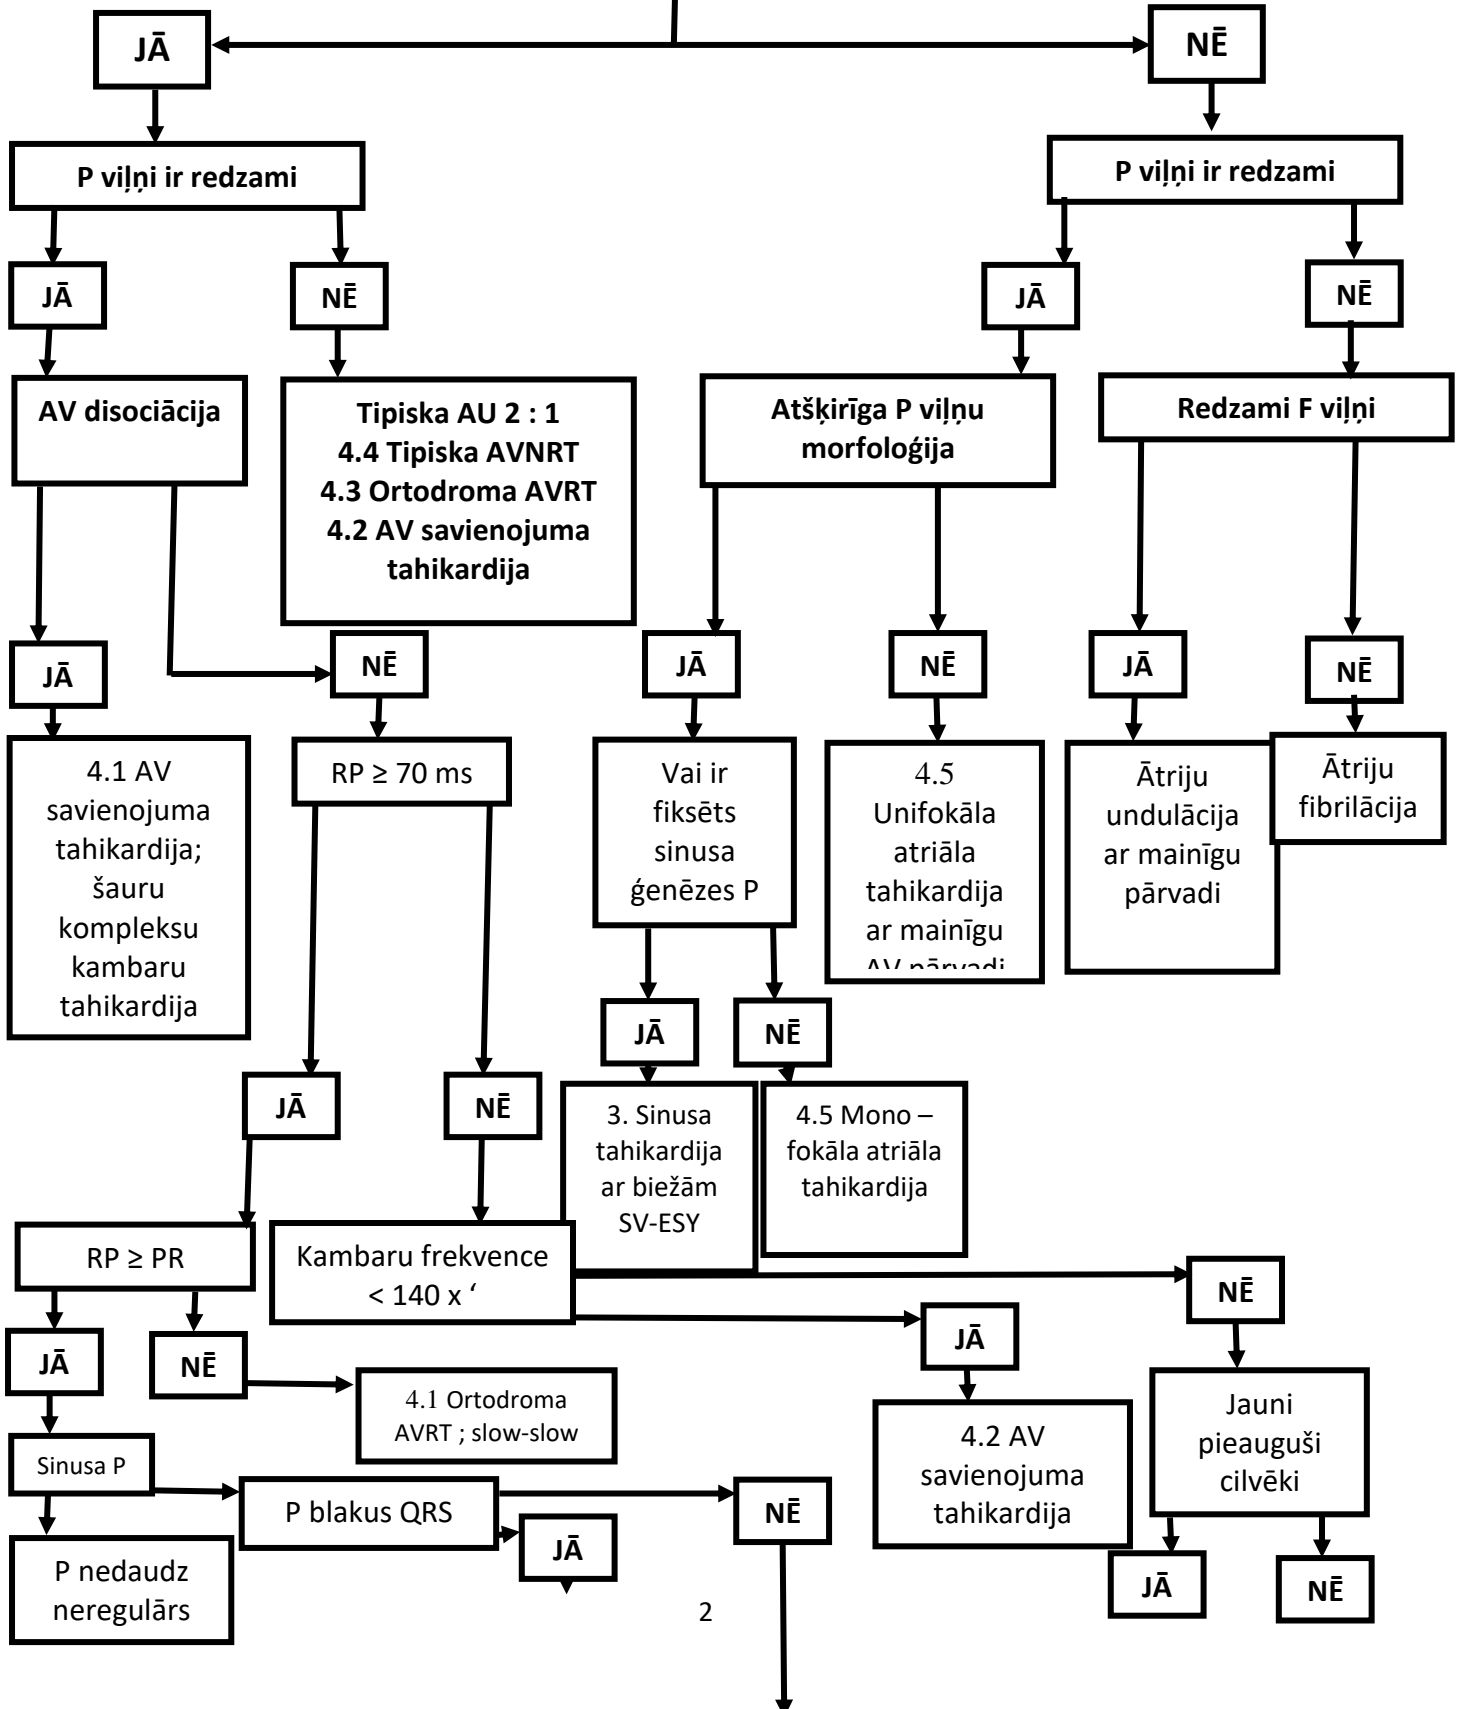 JĀ
NĒ
P viļņi ir redzami
P viļņi ir redzami
JĀ
NĒ
JĀ
NĒ
AV disociācija
Tipiska AU 2 : 1
4.4 Tipiska AVNRT
4.3 Ortodroma AVRT
4.2 AV savienojuma
tahikardija
Atšķirīga P viļņu
morfoloģija
Redzami F viļņi
JĀ
NĒ
JĀ
NĒ
JĀ
NĒ
4.1 AV
savienojuma
tahikardija;
šauru
kompleksu
kambaru
tahikardija
RP ≥ 70 ms
Vai ir
fiksēts
sinusa
ģenēzes P
4.5
Unifokāla
atriāla
tahikardija
ar mainīgu
AV pārvadi
Ātriju
undulācija
ar mainīgu
pārvadi
Ātriju
fibrilācija
JĀ
NĒ
JĀ
NĒ
3. Sinusa
tahikardija
ar biežām
SV-ESY
4.5 Mono –
fokāla atriāla
tahikardija
RP ≥ PR
Kambaru frekvence
< 140 x ‘
NĒ
JĀ
JĀ
NĒ
4.1 Ortodroma
AVRT ; slow-slow
4.2 AV
savienojuma
tahikardija
Jauni
pieauguši
cilvēki
Sinusa P
P blakus QRS
NĒ
JĀ
P nedaudz
neregulārs
JĀ
NĒ
2